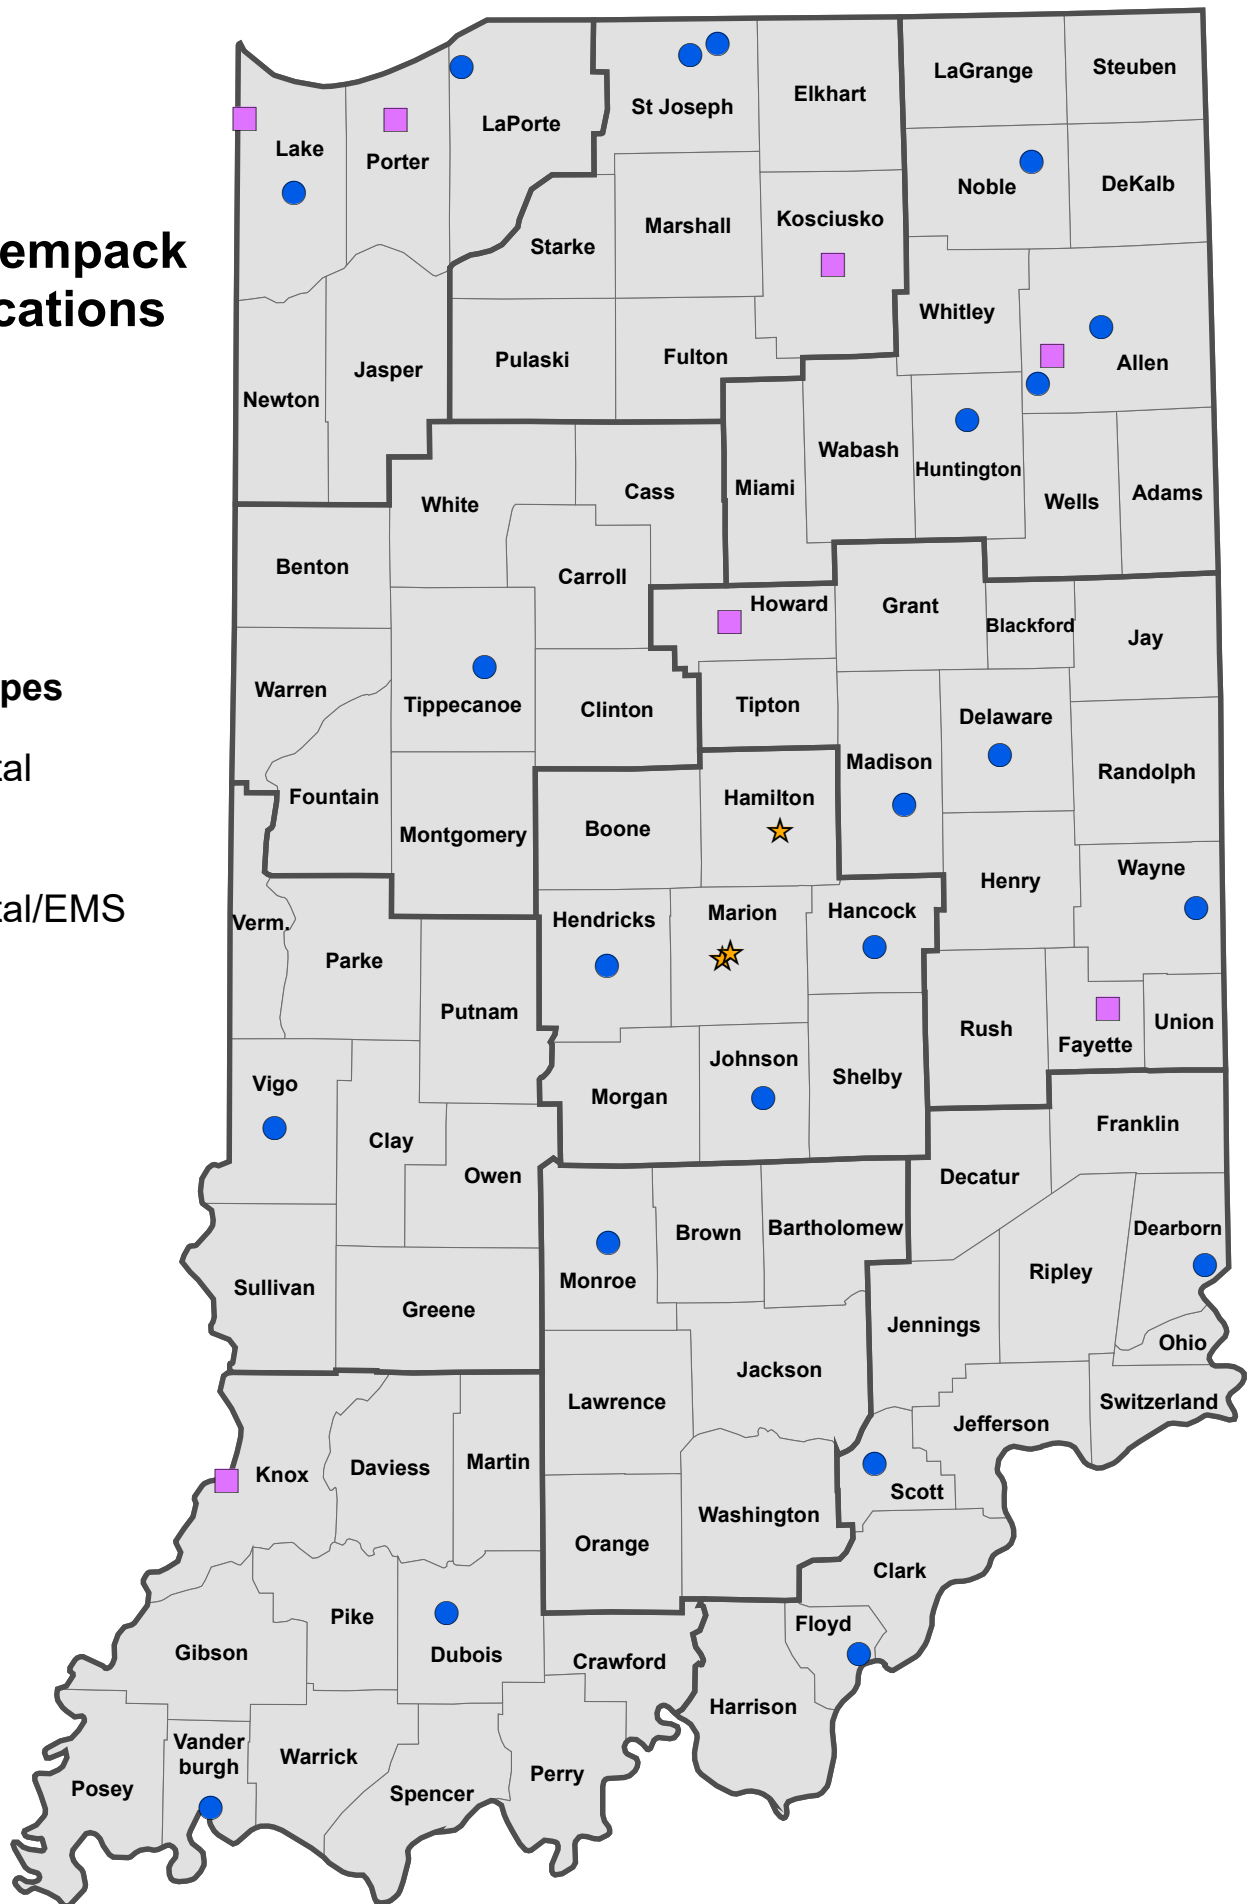 empack
cations
pes
tal
tal/EMS
LaGrange
Steuben
Elkhart
St Joseph
LaPorte
Lake
Porter
Noble
DeKalb
Kosciusko
Marshall
Starke
Whitley
Allen
Pulaski
Fulton
Jasper
Newton
Wabash
Huntington
Miami
Cass
Wells
Adams
White
Benton
Carroll
Howard
Grant
Blackford
Jay
Warren
Tippecanoe
Clinton
Tipton
Delaware
Madison
Randolph
Fountain
Hamilton
Boone
Montgomery
Wayne
Henry
Verm.
Hendricks
Marion
Hancock
Parke
Putnam
Rush
Fayette
Union
Vigo
Johnson
Shelby
Morgan
Clay
Franklin
Owen
Decatur
Brown
Bartholomew
Dearborn
Monroe
Sullivan
Greene
Ripley
Jennings
Ohio
Jackson
Lawrence
Switzerland
Jefferson
Knox
Daviess
Martin
Scott
Washington
Orange
Clark
Pike
Floyd
Gibson
Dubois
Crawford
Harrison
Vander
burgh
Warrick
Posey
Spencer
Perry